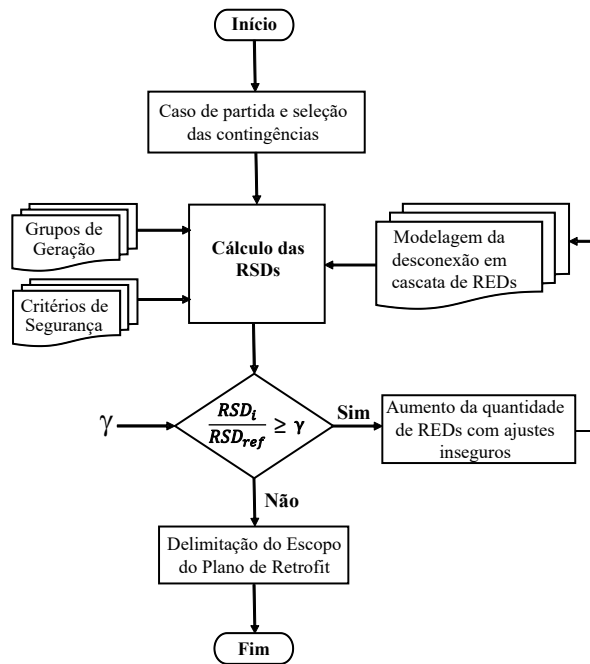 Início
Caso de partida e seleção
das contingências
Grupos de
Geração
Critérios de
Segurança
Cálculo das
RSDs
Modelagem da
desconexão em
cascata de REDs
γ
RSD_i / RSD_ref ≥ γ
Sim
Aumento da quantidade
de REDs com ajustes
inseguros
Não
Delimitação do Escopo
do Plano de Retrofit
Fim